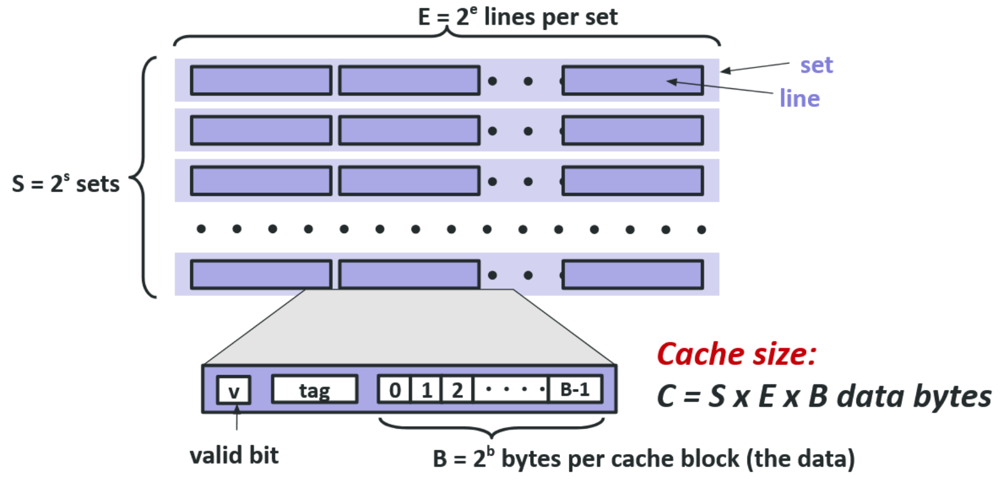 E = 2^e lines per set
set
line
S = 2^s sets
v
tag
0 1 2 • • • • B-1
Cache size:
C = S x E x B data bytes
valid bit
B = 2^b bytes per cache block (the data)